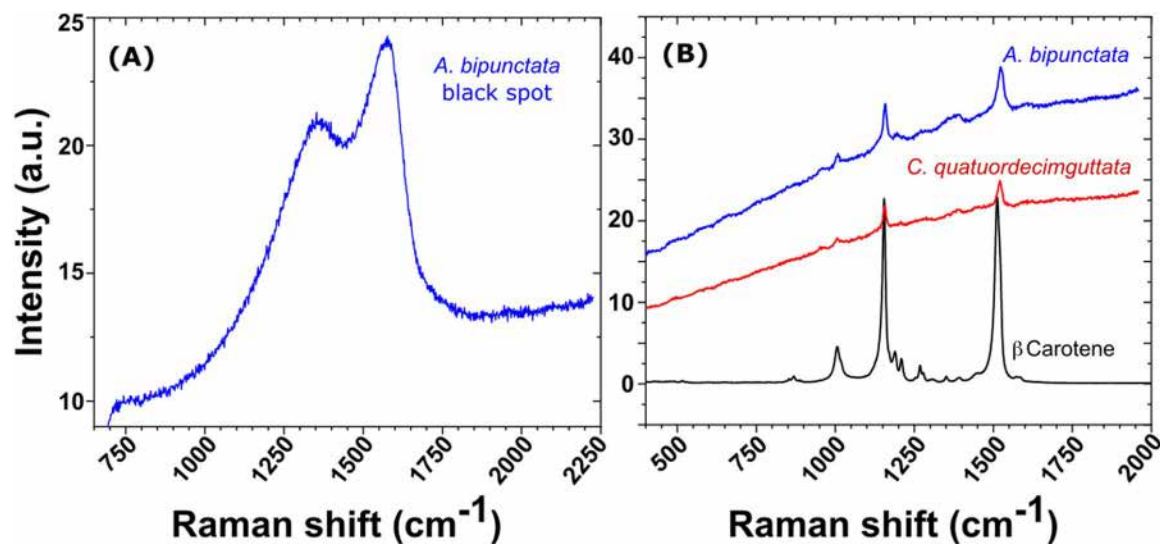 (A)
A. bipunctata
black spot
25
20
15
10
Intensity (a.u.)
750
1000
1250
1500
1750
2000
2250
Raman shift (cm-1)
(B)
A. bipunctata
C. quatuordecimguttata
β Carotene
40
30
20
10
0
500
750
1000
1250
1500
1750
2000
Raman shift (cm-1)